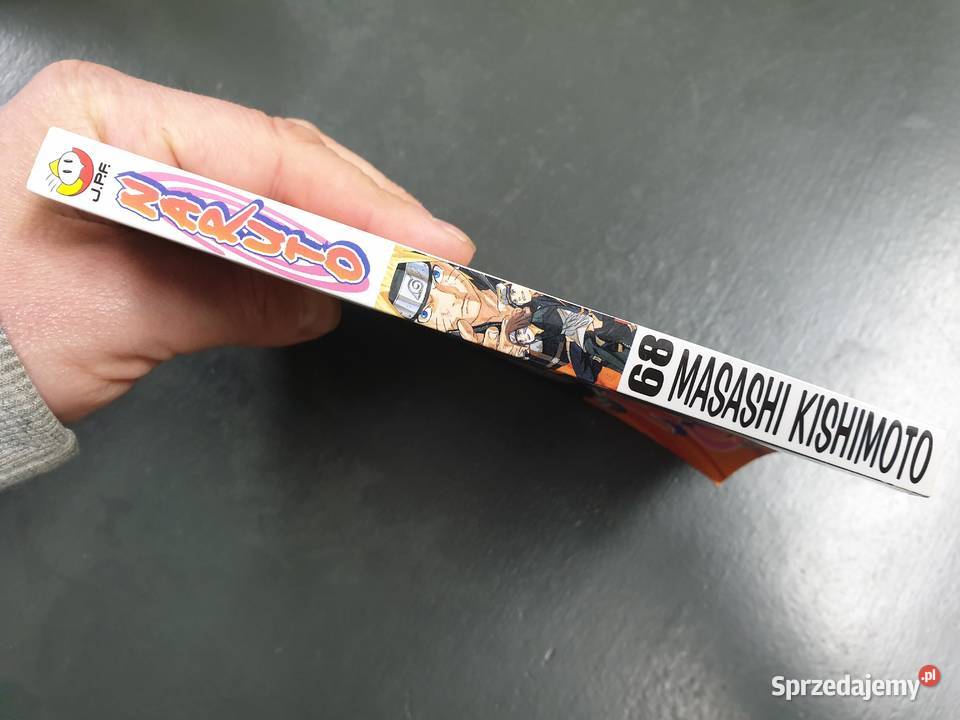 J.P.F.
NARUTO
68
MASASHI KISHIMOTO
Sprzedajemy.pl